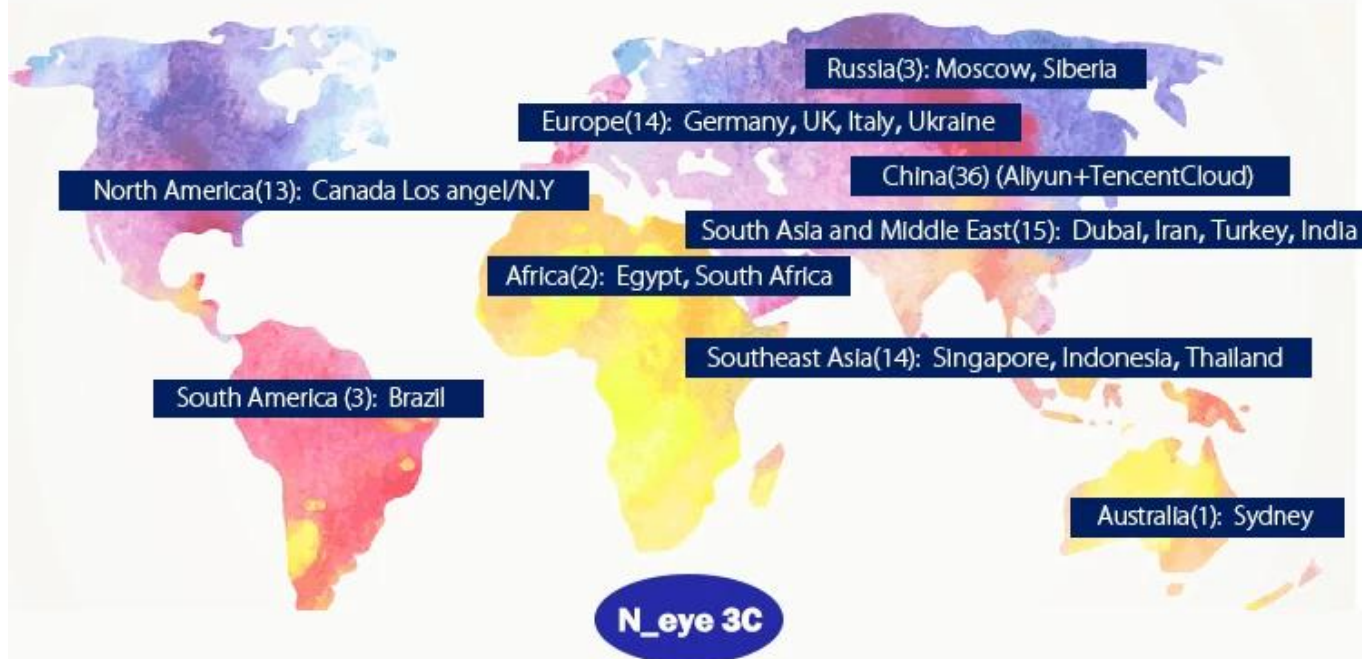 Russia(3): Moscow, Siberia
Europe(14): Germany, UK, Italy, Ukraine
China(36) (Aliyun+TencentCloud)
North America(13): Canada Los angel/N.Y
South Asia and Middle East(15): Dubai, Iran, Turkey, India
Africa(2): Egypt, South Africa
Southeast Asia(14): Singapore, Indonesia, Thailand
South America (3): Brazil
Australia(1): Sydney
N_eye 3C